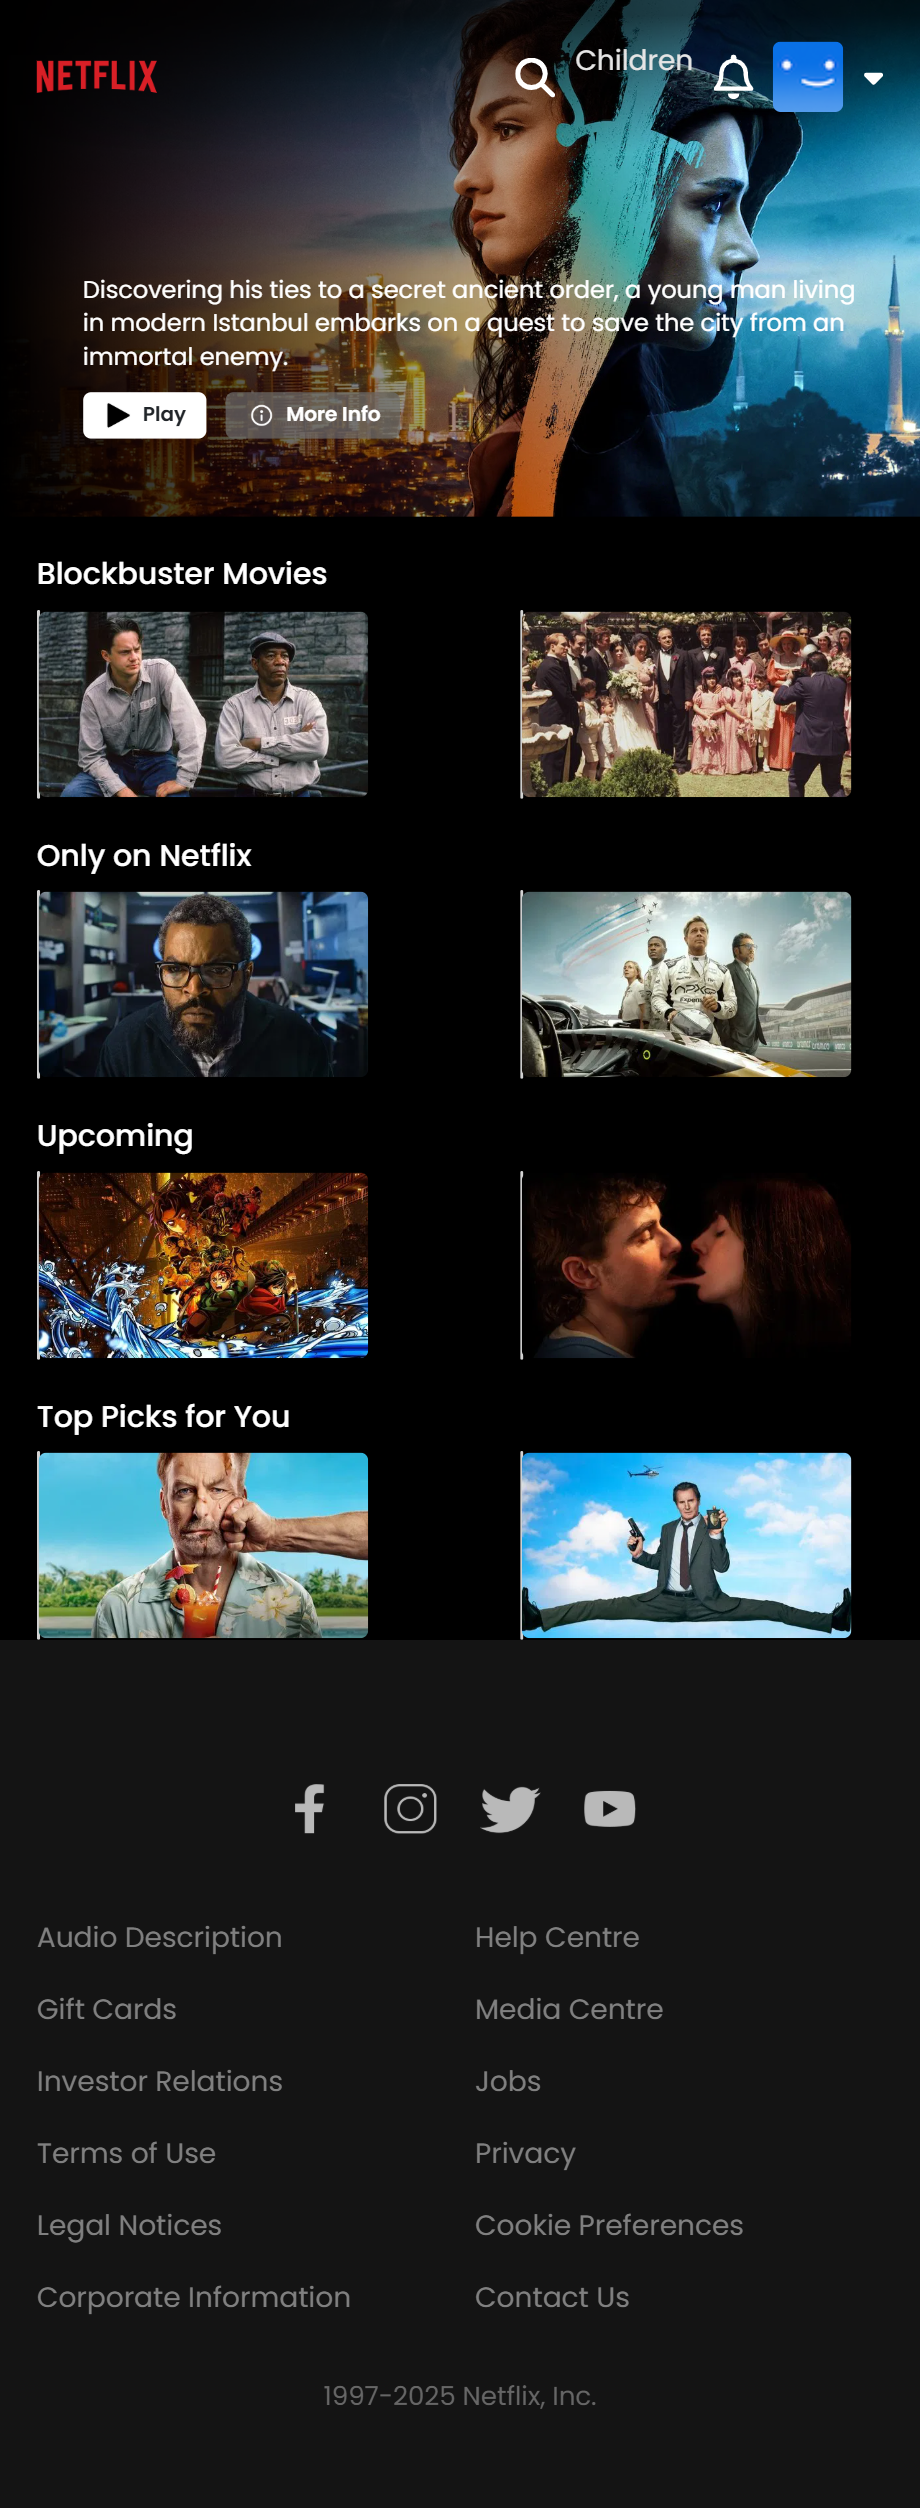 NETFLIX
Children
Discovering his ties to a secret ancient order, a young man living
in modern Istanbul embarks on a quest to save the city from an
immortal enemy.
Play
More Info
Blockbuster Movies
Only on Netflix
APXGP
Expensify
Upcoming
Top Picks for You
Audio Description
Help Centre
Gift Cards
Media Centre
Investor Relations
Jobs
Terms of Use
Privacy
Legal Notices
Cookie Preferences
Corporate Information
Contact Us
1997-2025 Netflix, Inc.